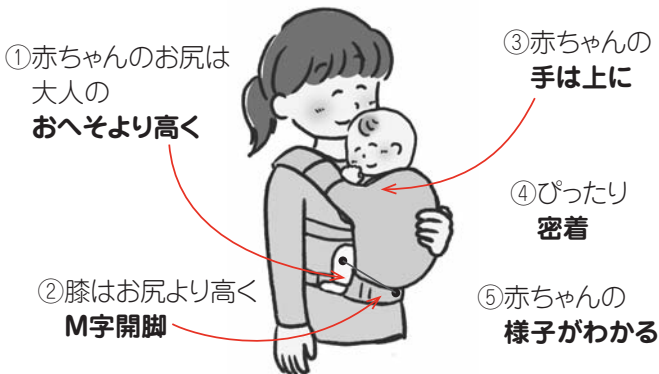 ①赤ちゃんのお尻は
大人の
おへそより高く
②膝はお尻より高く
M字開脚
③赤ちゃんの
手は上に
④ぴったり
密着
⑤赤ちゃんの
様子がわかる